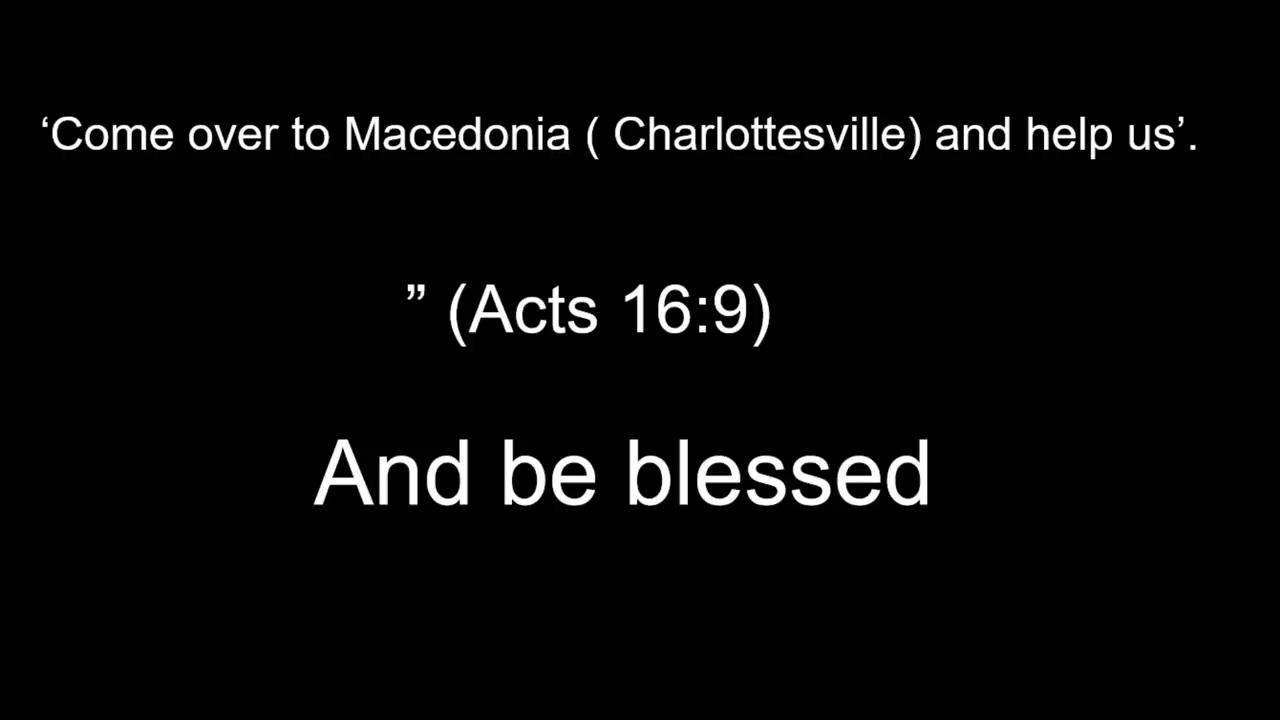 ‘Come over to Macedonia ( Charlottesville) and help us’.
” (Acts 16:9)
And be blessed